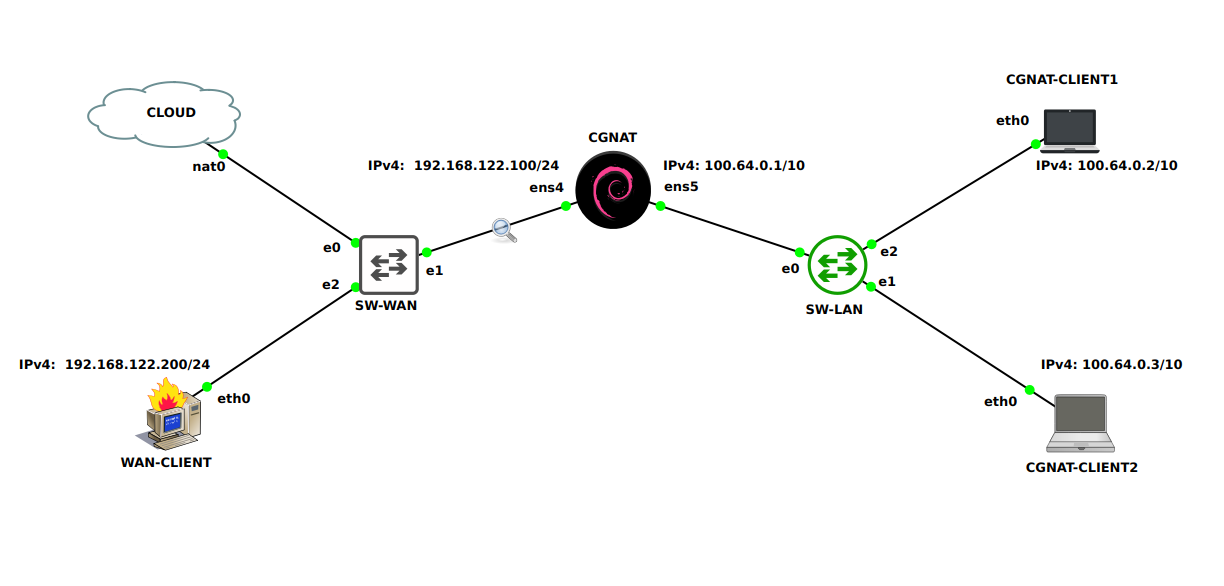 CGNAT-CLIENT1
CLOUD
eth0
CGNAT
nat0
IPv4:  192.168.122.100/24
IPv4: 100.64.0.1/10
IPv4: 100.64.0.2/10
ens4
ens5
e0
e1
e2
e0
e2
e1
SW-WAN
SW-LAN
IPv4:  192.168.122.200/24
IPv4: 100.64.0.3/10
eth0
eth0
WAN-CLIENT
CGNAT-CLIENT2